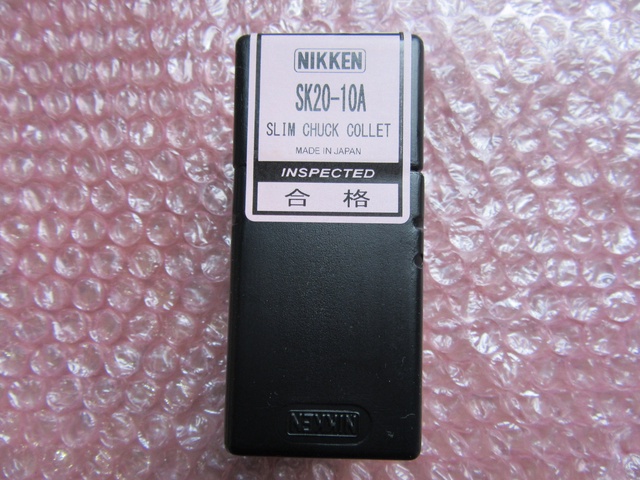 NIKKEN
SK20-10A
SLIM CHUCK COLLET
MADE IN JAPAN
INSPECTED
合格
NIKKEN